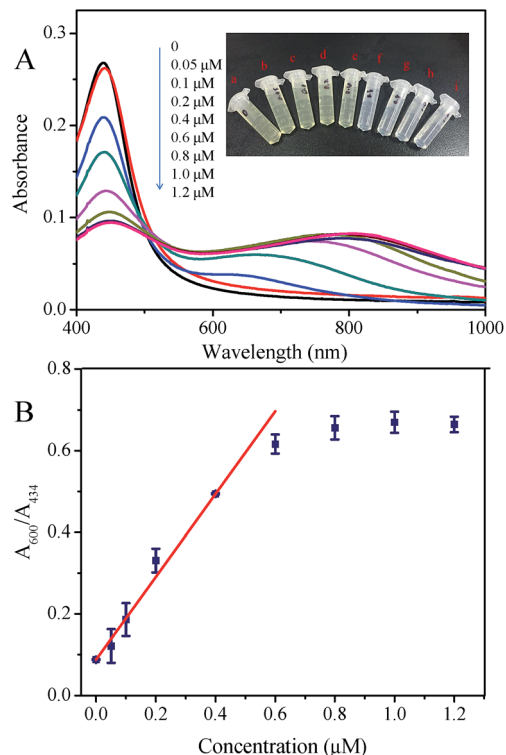 A
0.3
0.2
0.1
0.0
Absorbance
0
0.05 μM
0.1 μM
0.2 μM
0.4 μM
0.6 μM
0.8 μM
1.0 μM
1.2 μM
a b c d e f g h i
400 600 800 1000
Wavelength (nm)
B
0.8
0.6
0.4
0.2
0.0
A600/A434
0.0 0.2 0.4 0.6 0.8 1.0 1.2
Concentration (μM)